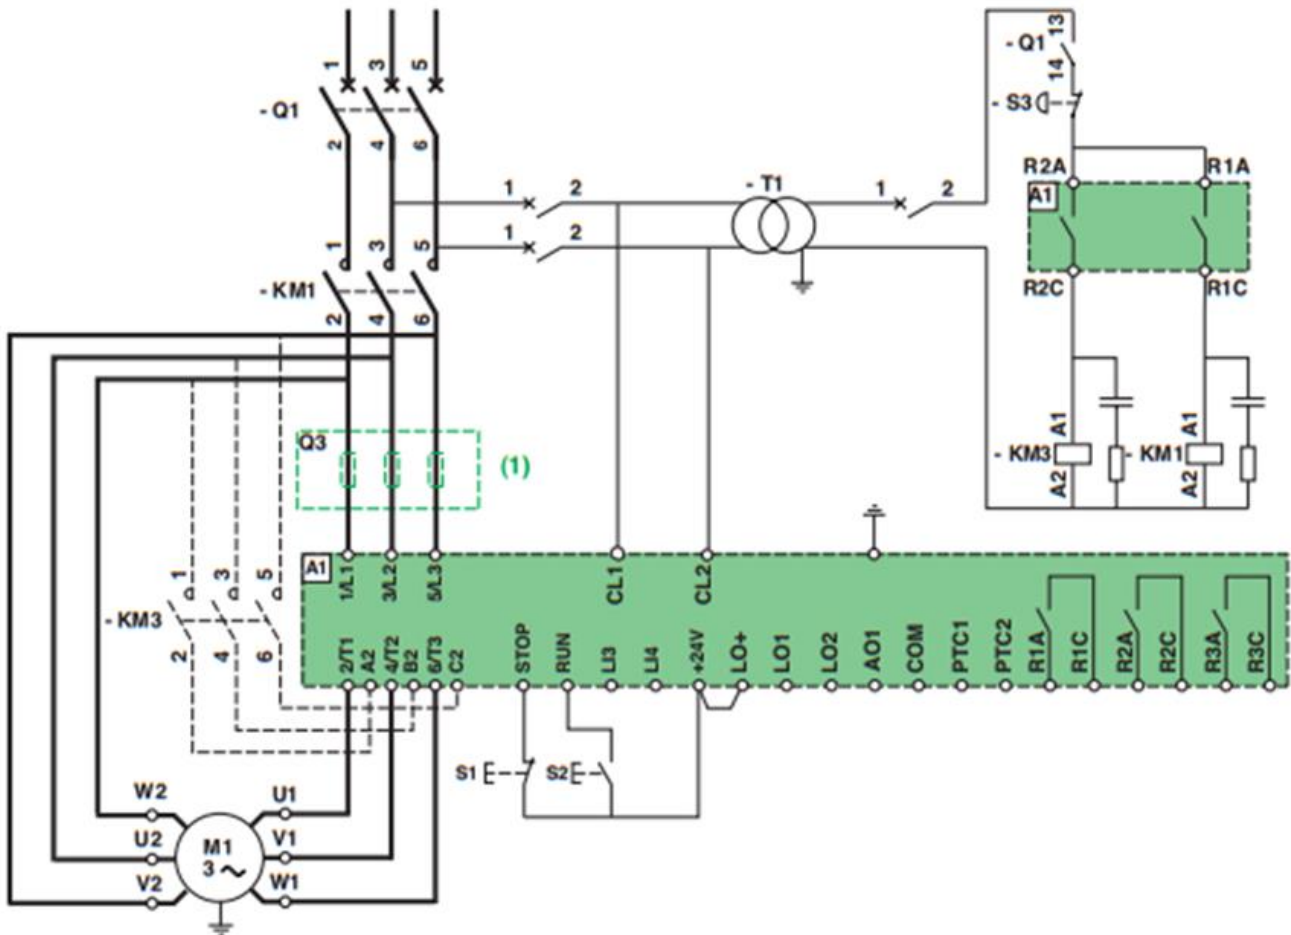 1 3 5
- Q1
2 4 6
1 2
- T1
1 2
1 2
13
- Q1
14
- S3
R2A R1A
A1
R2C R1C
1 3 5
- KM1
2 4 6
Q3
(1)
A1 A1
- KM3 - KM1
A2 A2
A1
1/L1 3/L2 5/L3 CL1 CL2
1 3 5
- KM3
2 4 6
2/T1 A2 4/T2 B2 6/T3 C2 STOP RUN LI3 LI4 +24V LO+ LO1 LO2 AO1 COM PTC1 PTC2 R1A R1C R2A R2C R3A R3C
S1 S2
W2 U1
U2 V1
V2 W1
M1
3 ~